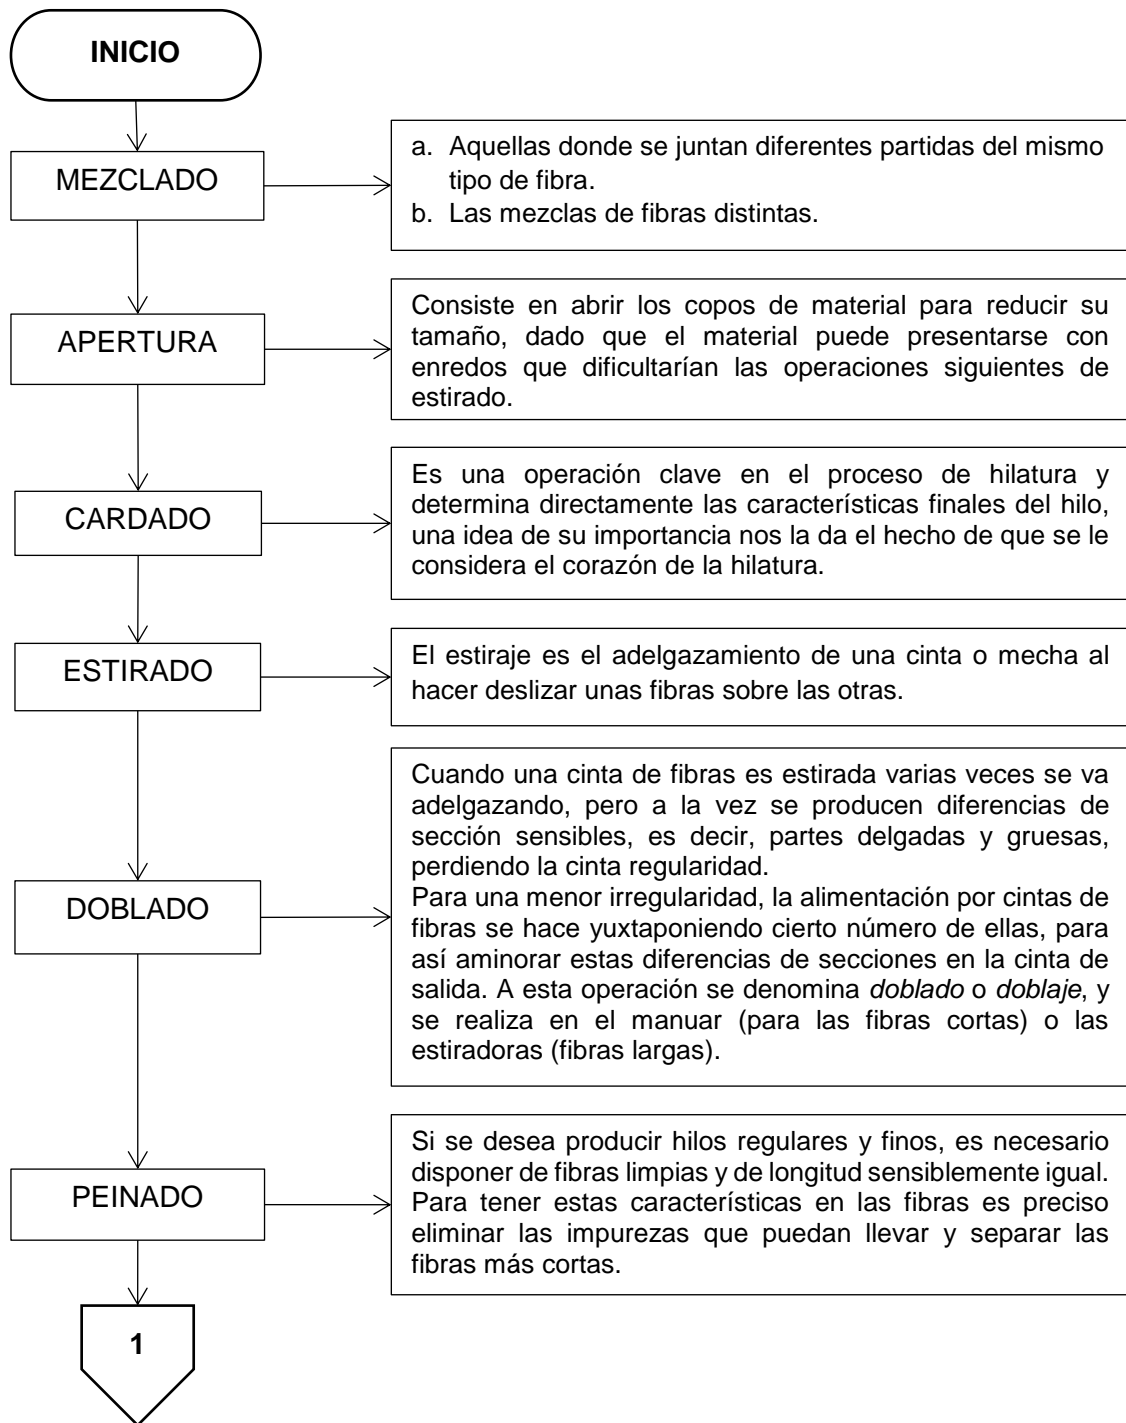 INICIO
MEZCLADO
a. Aquellas donde se juntan diferentes partidas del mismo
tipo de fibra.
b. Las mezclas de fibras distintas.
APERTURA
Consiste en abrir los copos de material para reducir su
tamaño, dado que el material puede presentarse con
enredos que dificultarían las operaciones siguientes de
estirado.
CARDADO
Es una operación clave en el proceso de hilatura y
determina directamente las características finales del hilo,
una idea de su importancia nos la da el hecho de que se le
considera el corazón de la hilatura.
ESTIRADO
El estiraje es el adelgazamiento de una cinta o mecha al
hacer deslizar unas fibras sobre las otras.
DOBLADO
Cuando una cinta de fibras es estirada varias veces se va
adelgazando, pero a la vez se producen diferencias de
sección sensibles, es decir, partes delgadas y gruesas,
perdiendo la cinta regularidad.
Para una menor irregularidad, la alimentación por cintas de
fibras se hace yuxtaponiendo cierto número de ellas, para
así aminorar estas diferencias de secciones en la cinta de
salida. A esta operación se denomina doblado o doblaje, y
se realiza en el manuar (para las fibras cortas) o las
estiradoras (fibras largas).
PEINADO
Si se desea producir hilos regulares y finos, es necesario
disponer de fibras limpias y de longitud sensiblemente igual.
Para tener estas características en las fibras es preciso
eliminar las impurezas que puedan llevar y separar las
fibras más cortas.
1